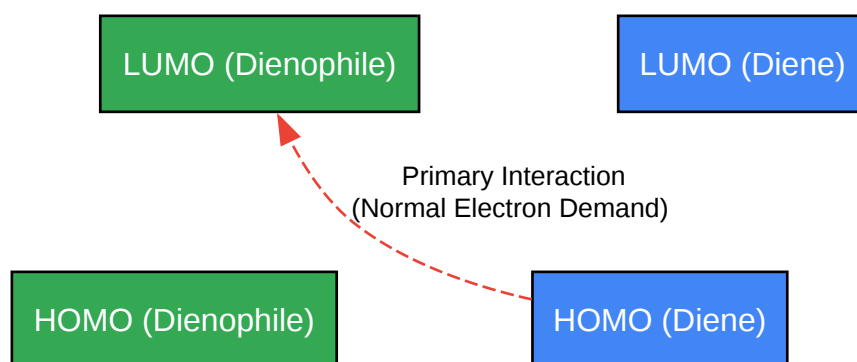 LUMO (Dienophile)
LUMO (Diene)
Primary Interaction
(Normal Electron Demand)
HOMO (Dienophile)
HOMO (Diene)